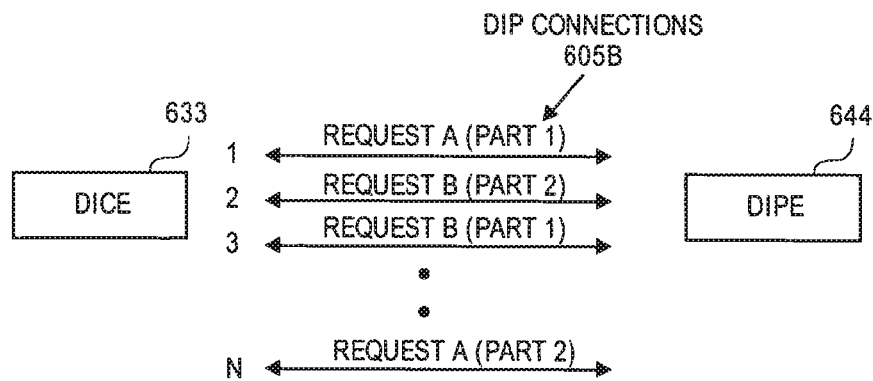 DIP CONNECTIONS
605B
633
644
1 REQUEST A (PART 1)
DICE
2 REQUEST B (PART 2)
DIPE
3 REQUEST B (PART 1)
N REQUEST A (PART 2)